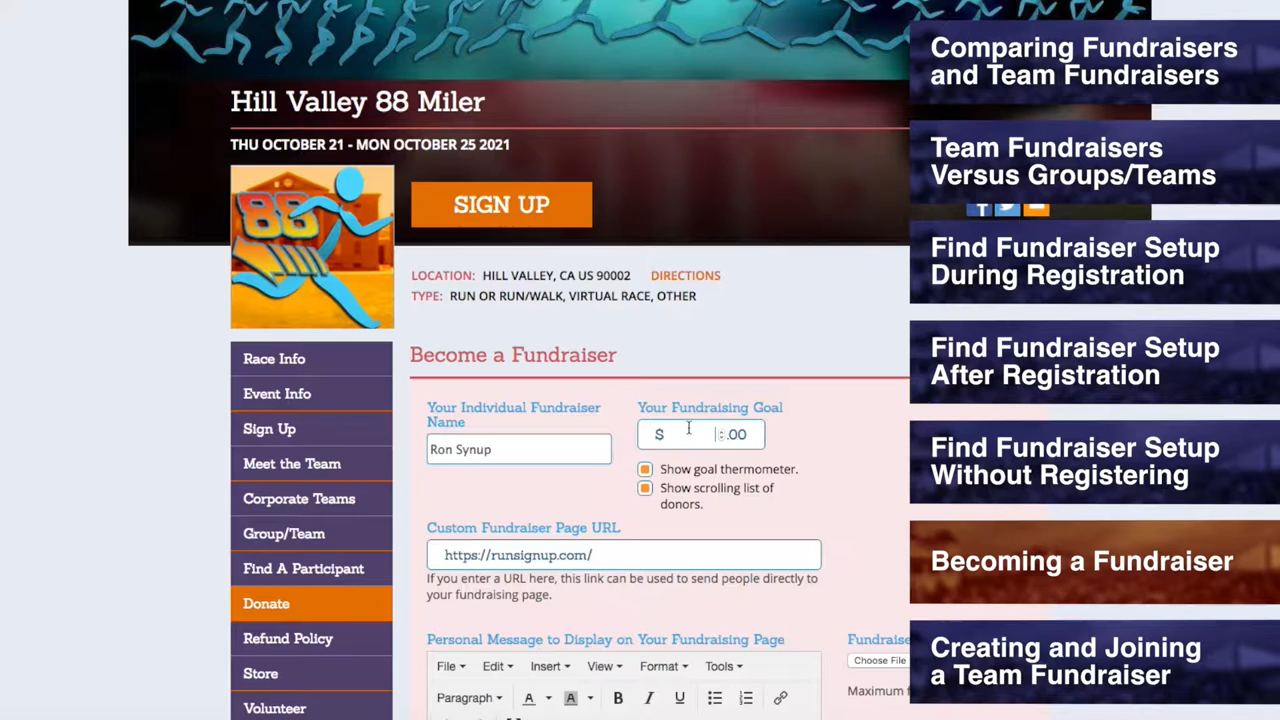 Hill Valley 88 Miler
THU OCTOBER 21 - MON OCTOBER 25 2021
88
SIGN UP
LOCATION: HILL VALLEY, CA US 90002 DIRECTIONS
TYPE: RUN OR RUN/WALK, VIRTUAL RACE, OTHER
Race Info
Event Info
Sign Up
Meet the Team
Corporate Teams
Group/Team
Find A Participant
Donate
Refund Policy
Store
Volunteer
Become a Fundraiser
Your Individual Fundraiser
Name
Ron Synup
Your Fundraising Goal
$ .00
Show goal thermometer.
Show scrolling list of
donors.
Custom Fundraiser Page URL
https://runsignup.com/
If you enter a URL here, this link can be used to send people directly to
your fundraising page.
Personal Message to Display on Your Fundraising Page
File Edit Insert View Format Tools
Paragraph A A B I U
Fundraise
Choose File
Maximum f
Comparing Fundraisers
and Team Fundraisers
Team Fundraisers
Versus Groups/Teams
Find Fundraiser Setup
During Registration
Find Fundraiser Setup
After Registration
Find Fundraiser Setup
Without Registering
Becoming a Fundraiser
Creating and Joining
a Team Fundraiser